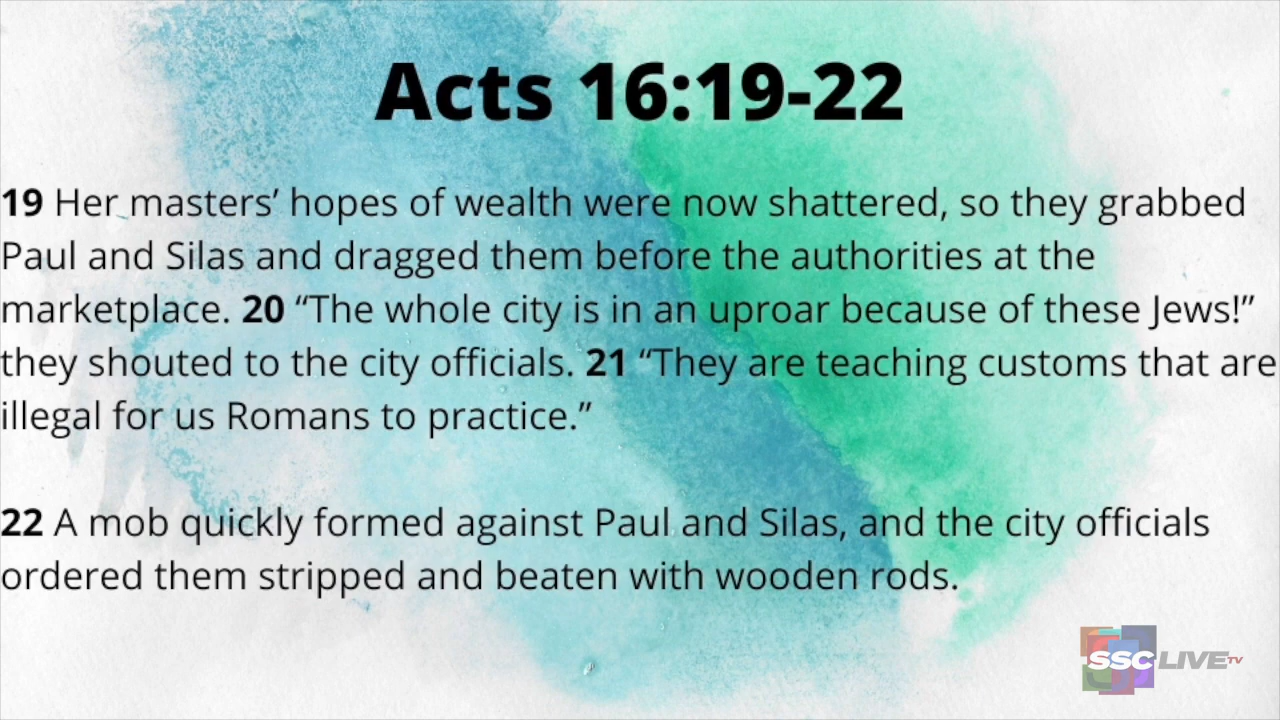 Acts 16:19-22
19 Her masters’ hopes of wealth were now shattered, so they grabbed
Paul and Silas and dragged them before the authorities at the
marketplace. 20 “The whole city is in an uproar because of these Jews!”
they shouted to the city officials. 21 “They are teaching customs that are
illegal for us Romans to practice.”
22 A mob quickly formed against Paul and Silas, and the city officials
ordered them stripped and beaten with wooden rods.
SSC LIVE TV